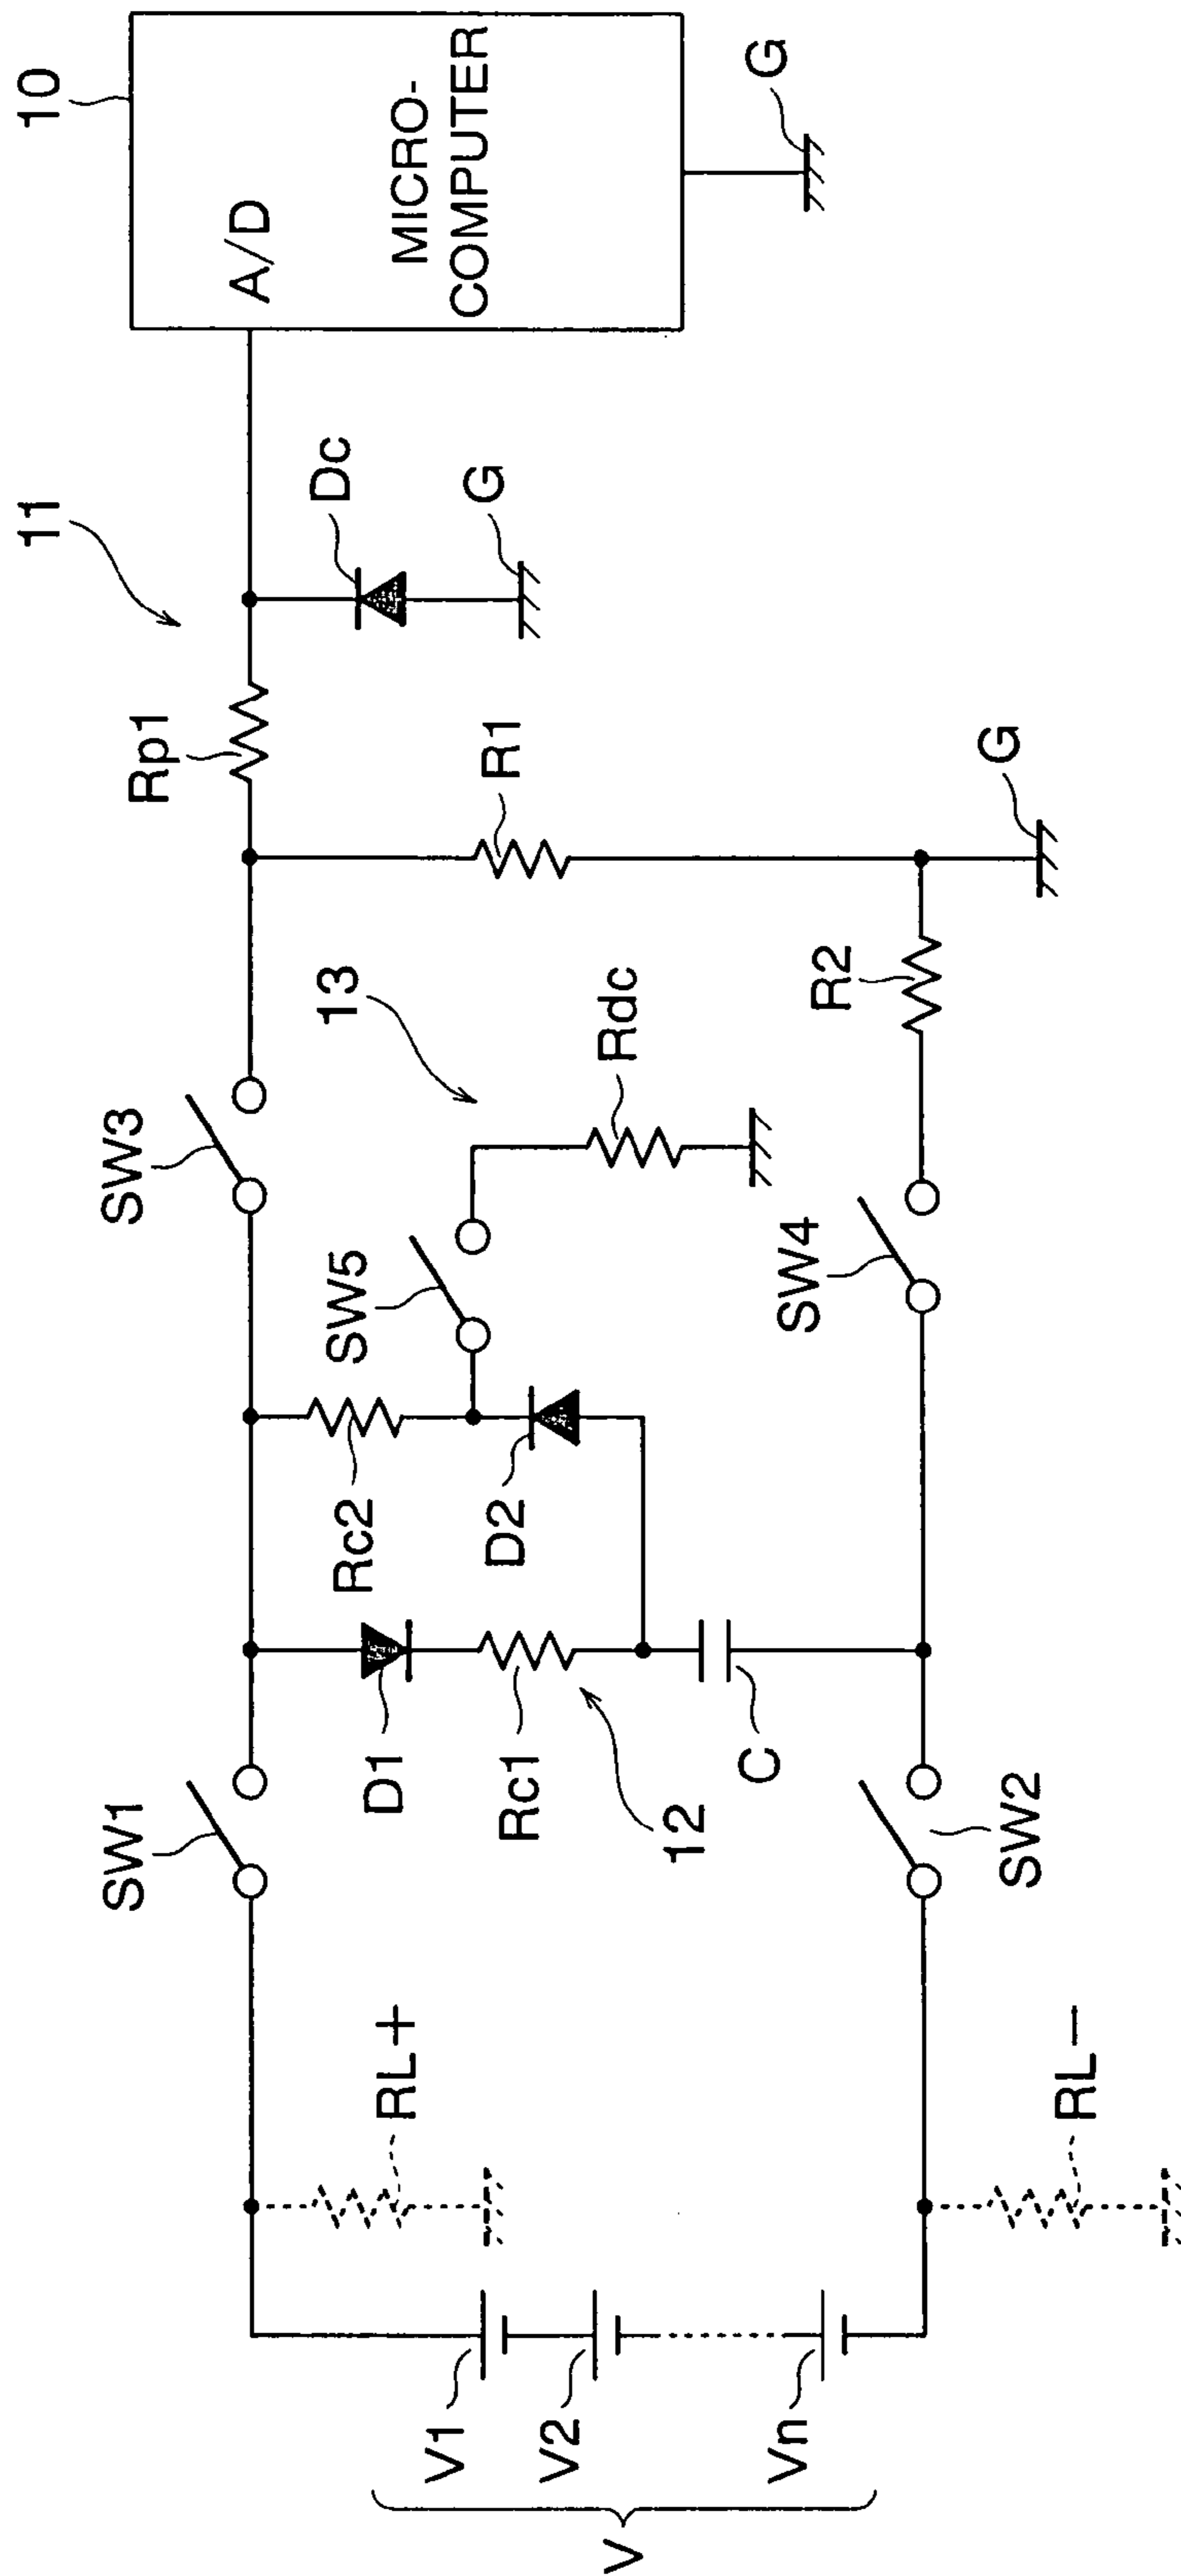 10
11
A/D
MICRO-
COMPUTER
G
Rp1
Dc
G
R1
G
SW3
13
Rdc
R2
SW5
SW4
Rc2
D2
SW1
D1
Rc1
12
C
SW2
RL+
RL−
V1
V2
Vn
V